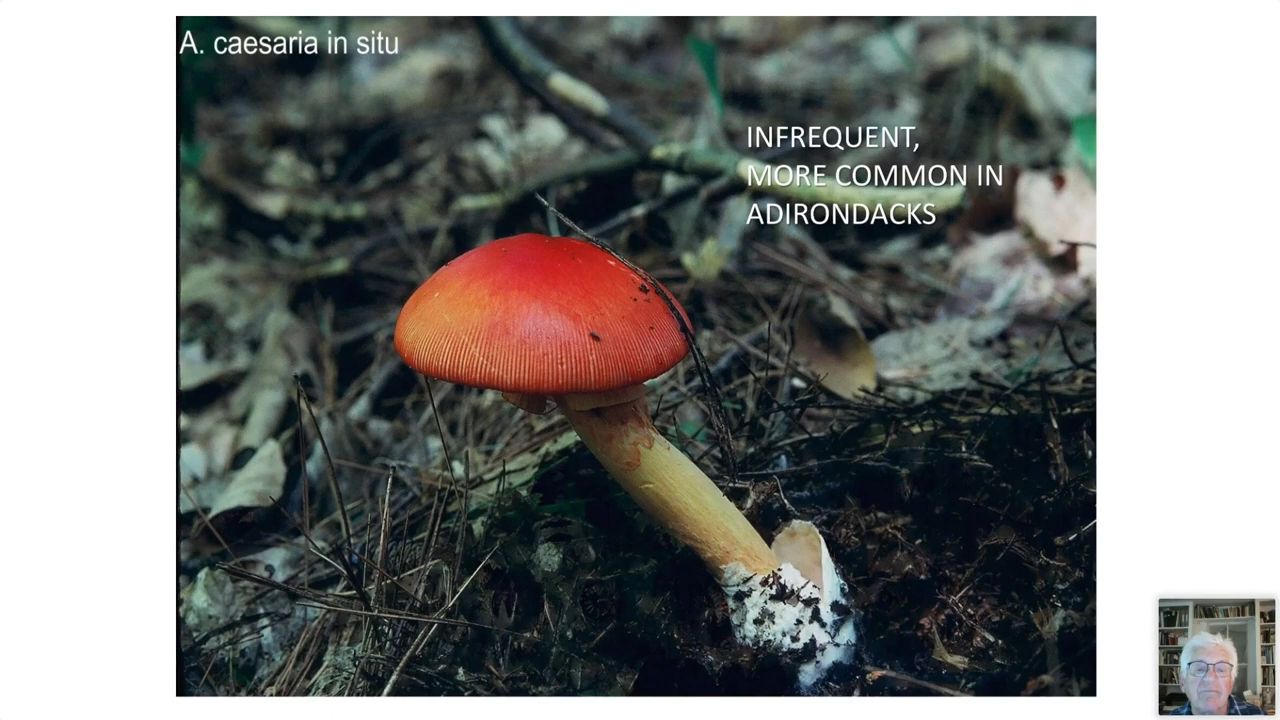 A. caesaria in situ
INFREQUENT,
MORE COMMON IN
ADIRONDACKS